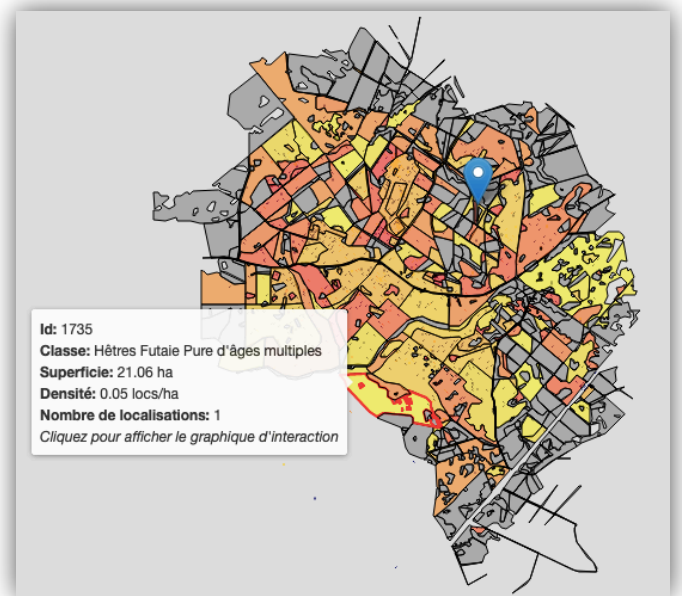 Id: 1735
Classe: Hêtres Futaie Pure d'âges multiples
Superficie: 21.06 ha
Densité: 0.05 locs/ha
Nombre de localisations: 1
Cliquez pour afficher le graphique d'interaction